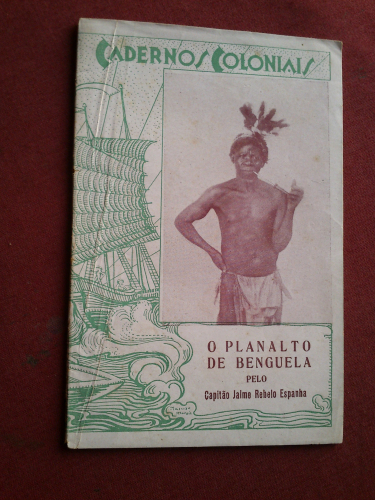 CADERNOS COLONIAIS
O PLANALTO
DE BENGUELA
PELO
Capitão Jaime Rebelo Espanha